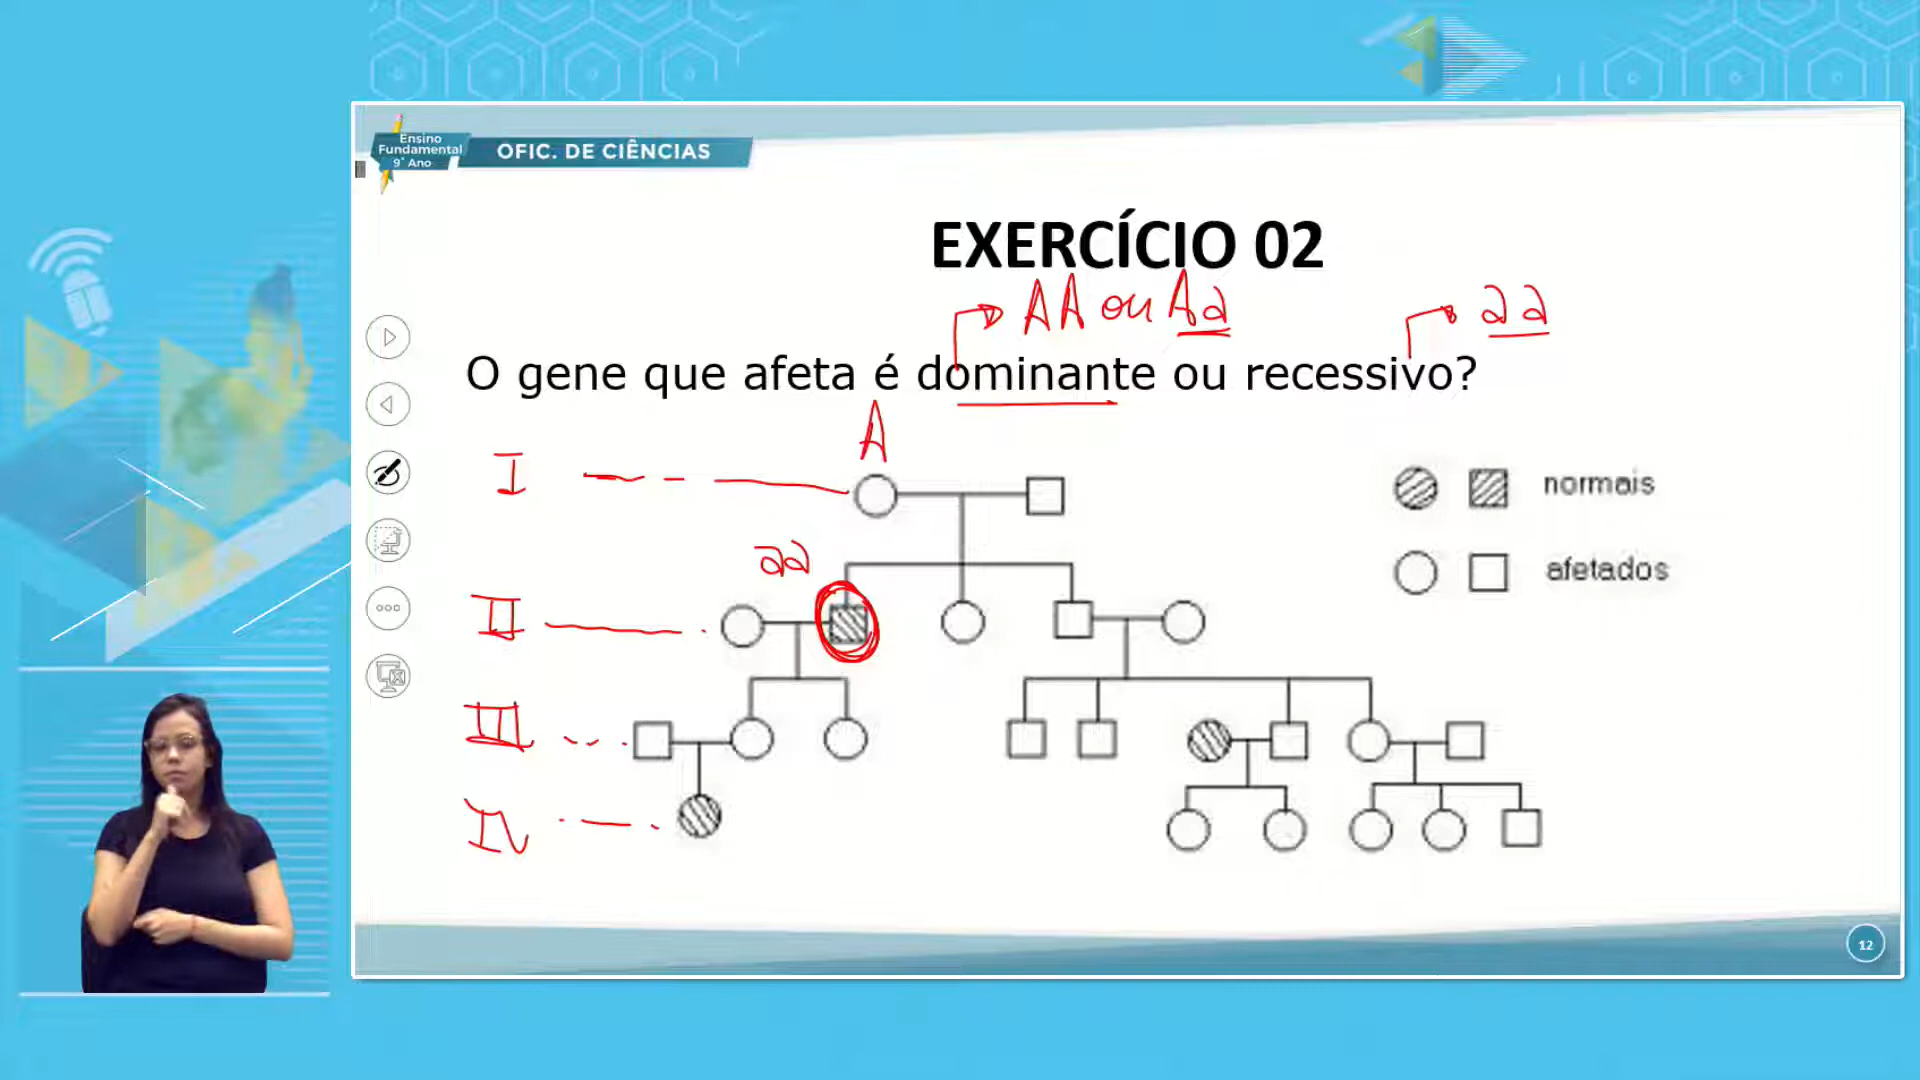 Ensino
Fundamental
9° Ano
OFIC. DE CIÊNCIAS
EXERCÍCIO 02
AA ou Aa
aa
O gene que afeta é dominante ou recessivo?
A
I
normais
aa
afetados
II
III
IV
12